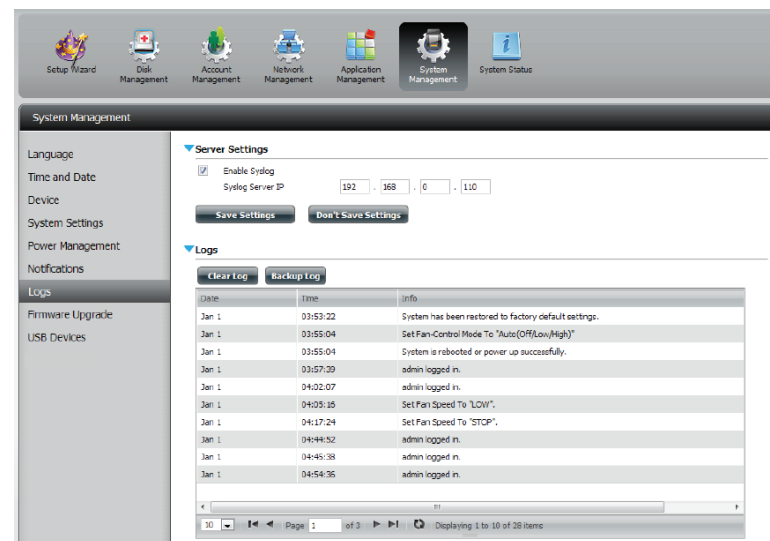 Setup Wizard
Disk Management
Account Management
Network Management
Application Management
System Management
System Status
System Management
Language
Time and Date
Device
System Settings
Power Management
Notifications
Logs
Firmware Upgrade
USB Devices
Server Settings
Enable Syslog
Syslog Server IP 192 . 168 . 0 . 110
Save Settings Don't Save Settings
Logs
Clear Log Backup Log
Date Time Info
Jan 1 03:53:22 System has been restored to factory default settings.
Jan 1 03:55:04 Set Fan-Control Mode To "Auto(Off/Low/High)"
Jan 1 03:55:04 System is rebooted or power up successfully.
Jan 1 03:57:39 admin logged in.
Jan 1 04:02:07 admin logged in.
Jan 1 04:05:16 Set Fan Speed To "LOW".
Jan 1 04:17:24 Set Fan Speed To "STOP".
Jan 1 04:44:52 admin logged in.
Jan 1 04:45:38 admin logged in.
Jan 1 04:54:36 admin logged in.
10 Page 1 of 3 Displaying 1 to 10 of 28 items